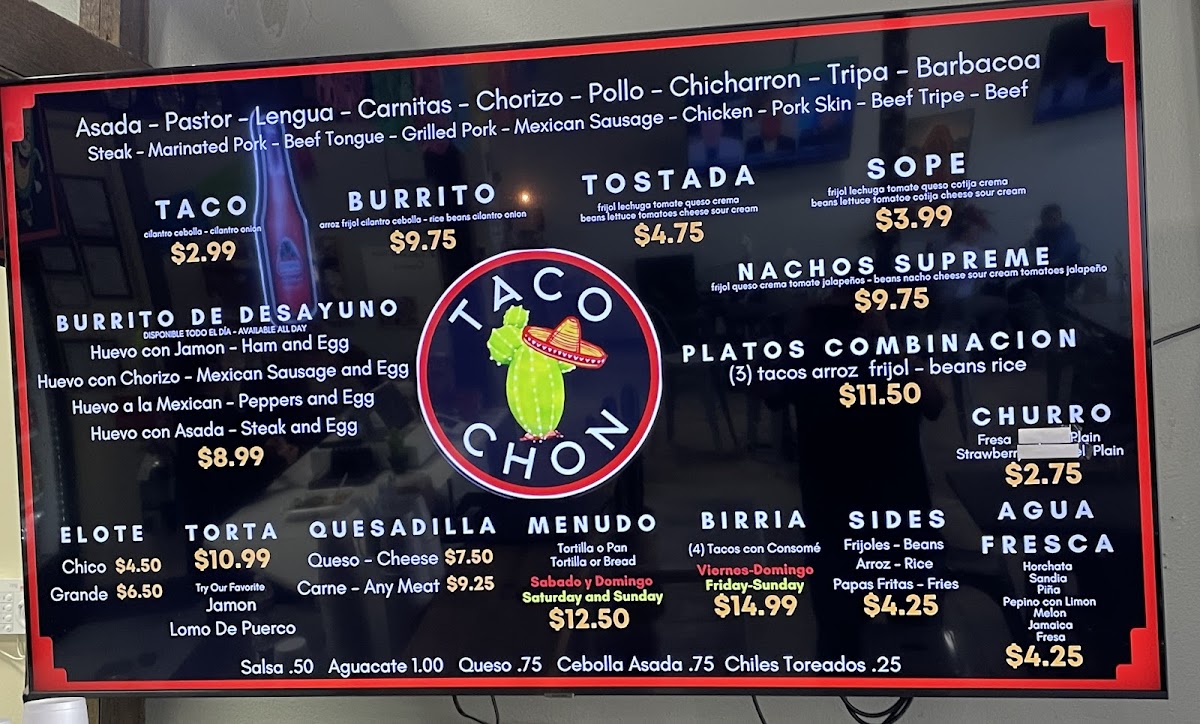 Asada - Pastor - Lengua - Carnitas - Chorizo - Pollo - Chicharron - Tripa - Barbacoa
Steak - Marinated Pork - Beef Tongue - Grilled Pork - Mexican Sausage - Chicken - Pork Skin - Beef Tripe - Beef
TACO
cilantro cebolla - cilantro onion
$2.99
BURRITO
arroz frijol cilantro cebolla - rice beans cilantro onion
$9.75
TOSTADA
frijol lechuga tomate queso crema
beans lettuce tomatoes cheese sour cream
$4.75
SOPE
frijol lechuga tomate queso cotija crema
beans lettuce tomatoe cotija cheese sour cream
$3.99
NACHOS SUPREME
frijol queso crema tomate jalapeños - beans nacho cheese sour cream tomatoes jalapeño
$9.75
BURRITO DE DESAYUNO
DISPONIBLE TODO EL DÍA - AVAILABLE ALL DAY
Huevo con Jamon - Ham and Egg
Huevo con Chorizo - Mexican Sausage and Egg
Huevo a la Mexican - Peppers and Egg
Huevo con Asada - Steak and Egg
$8.99
TACO
CHON
PLATOS COMBINACION
(3) tacos arroz frijol - beans rice
$11.50
CHURRO
Fresa Plain
Strawberr el Plain
$2.75
ELOTE
Chico $4.50
Grande $6.50
TORTA
$10.99
Try Our Favorite
Jamon
Lomo De Puerco
QUESADILLA
Queso - Cheese $7.50
Carne - Any Meat $9.25
MENUDO
Tortilla o Pan
Tortilla or Bread
Sabado y Domingo
Saturday and Sunday
$12.50
BIRRIA
(4) Tacos con Consomé
Viernes-Domingo
Friday-Sunday
$14.99
SIDES
Frijoles - Beans
Arroz - Rice
Papas Fritas - Fries
$4.25
AGUA
FRESCA
Horchata
Sandia
Piña
Pepino con Limon
Melon
Jamaica
Fresa
$4.25
Salsa .50 Aguacate 1.00 Queso .75 Cebolla Asada .75 Chiles Toreados .25